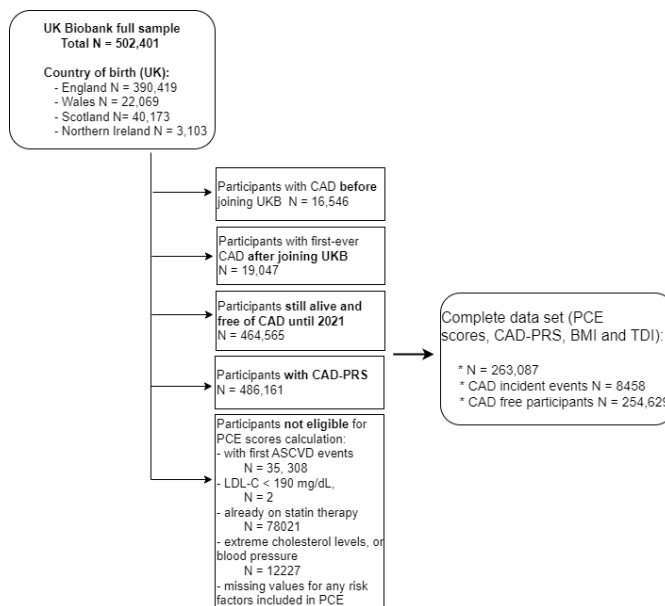 UK Biobank full sample
Total N = 502,401
Country of birth (UK):
- England N = 390,419
- Wales N = 22,069
- Scotland N= 40,173
- Northern Ireland N = 3,103
Participants with CAD before
joining UKB N = 16,546
Participants with first-ever
CAD after joining UKB
N = 19,047
Participants still alive and
free of CAD until 2021
N = 464,565
Participants with CAD-PRS
N = 486,161
Participants not eligible for
PCE scores calculation:
- with first ASCVD events
N = 35, 308
- LDL-C < 190 mg/dL,
N = 2
- already on statin therapy
N = 78021
- extreme cholesterol levels, or
blood pressure
N = 12227
- missing values for any risk
factors included in PCE
Complete data set (PCE
scores, CAD-PRS, BMI and TDI):
* N = 263,087
* CAD incident events N = 8458
* CAD free participants N = 254,629